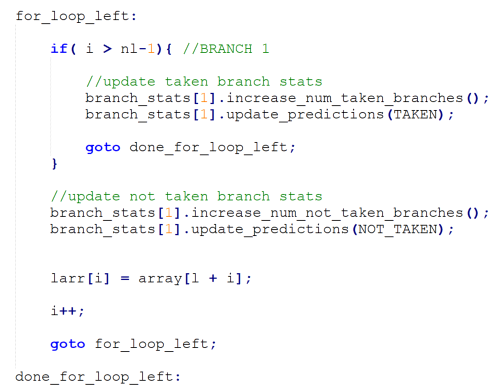 for_loop_left:
if( i > nl-1){ //BRANCH 1
//update taken branch stats
branch_stats[1].increase_num_taken_branches();
branch_stats[1].update_predictions(TAKEN);
goto done_for_loop_left;
}
//update not taken branch stats
branch_stats[1].increase_num_not_taken_branches();
branch_stats[1].update_predictions(NOT_TAKEN);
larr[i] = array[l + i];
i++;
goto for_loop_left;
done_for_loop_left: